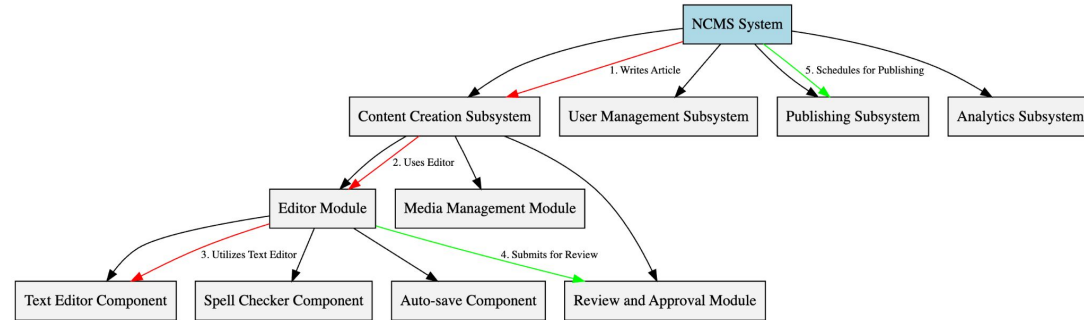 NCMS System
1. Writes Article
5. Schedules for Publishing
Content Creation Subsystem
User Management Subsystem
Publishing Subsystem
Analytics Subsystem
2. Uses Editor
Editor Module
Media Management Module
3. Utilizes Text Editor
4. Submits for Review
Text Editor Component
Spell Checker Component
Auto-save Component
Review and Approval Module